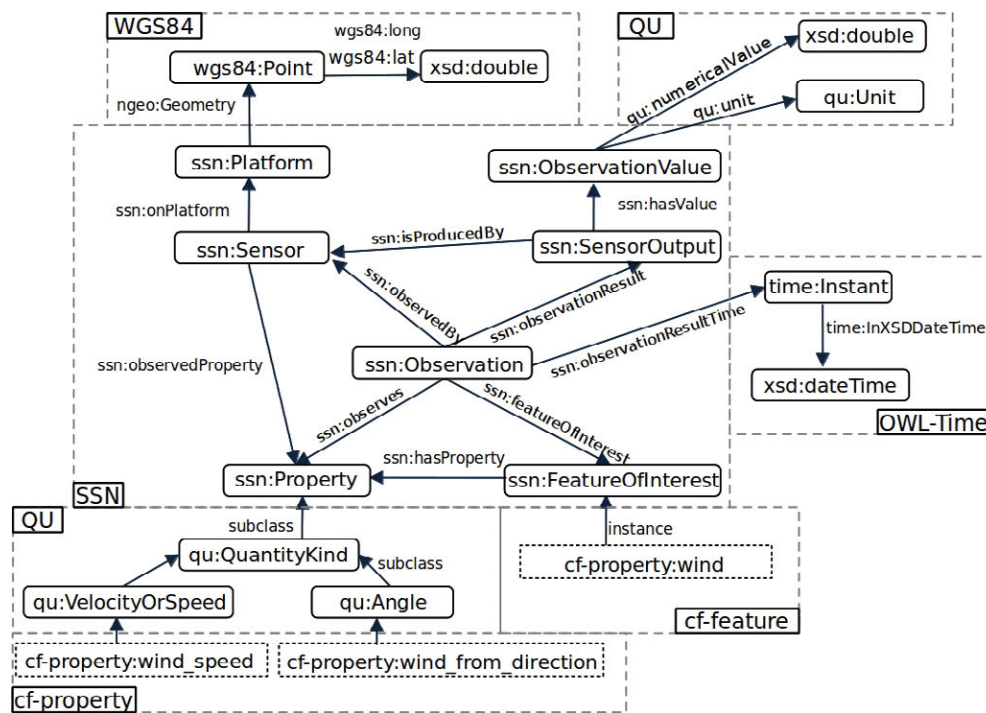 WGS84
wgs84:long
wgs84:Point
wgs84:lat
xsd:double
ngeo:Geometry
QU
xsd:double
qu:numericalValue
qu:unit
qu:Unit
ssn:Platform
ssn:ObservationValue
ssn:onPlatform
ssn:hasValue
ssn:Sensor
ssn:isProducedBy
ssn:SensorOutput
ssn:observedBy
ssn:observationResult
time:Instant
ssn:observationResultTime
time:InXSDDateTime
ssn:observedProperty
ssn:Observation
xsd:dateTime
OWL-Time
ssn:observes
ssn:featureOfInterest
ssn:hasProperty
ssn:Property
ssn:FeatureOfInterest
SSN
QU
subclass
instance
qu:QuantityKind
subclass
cf-property:wind
qu:VelocityOrSpeed
qu:Angle
cf-feature
cf-property:wind_speed
cf-property:wind_from_direction
cf-property